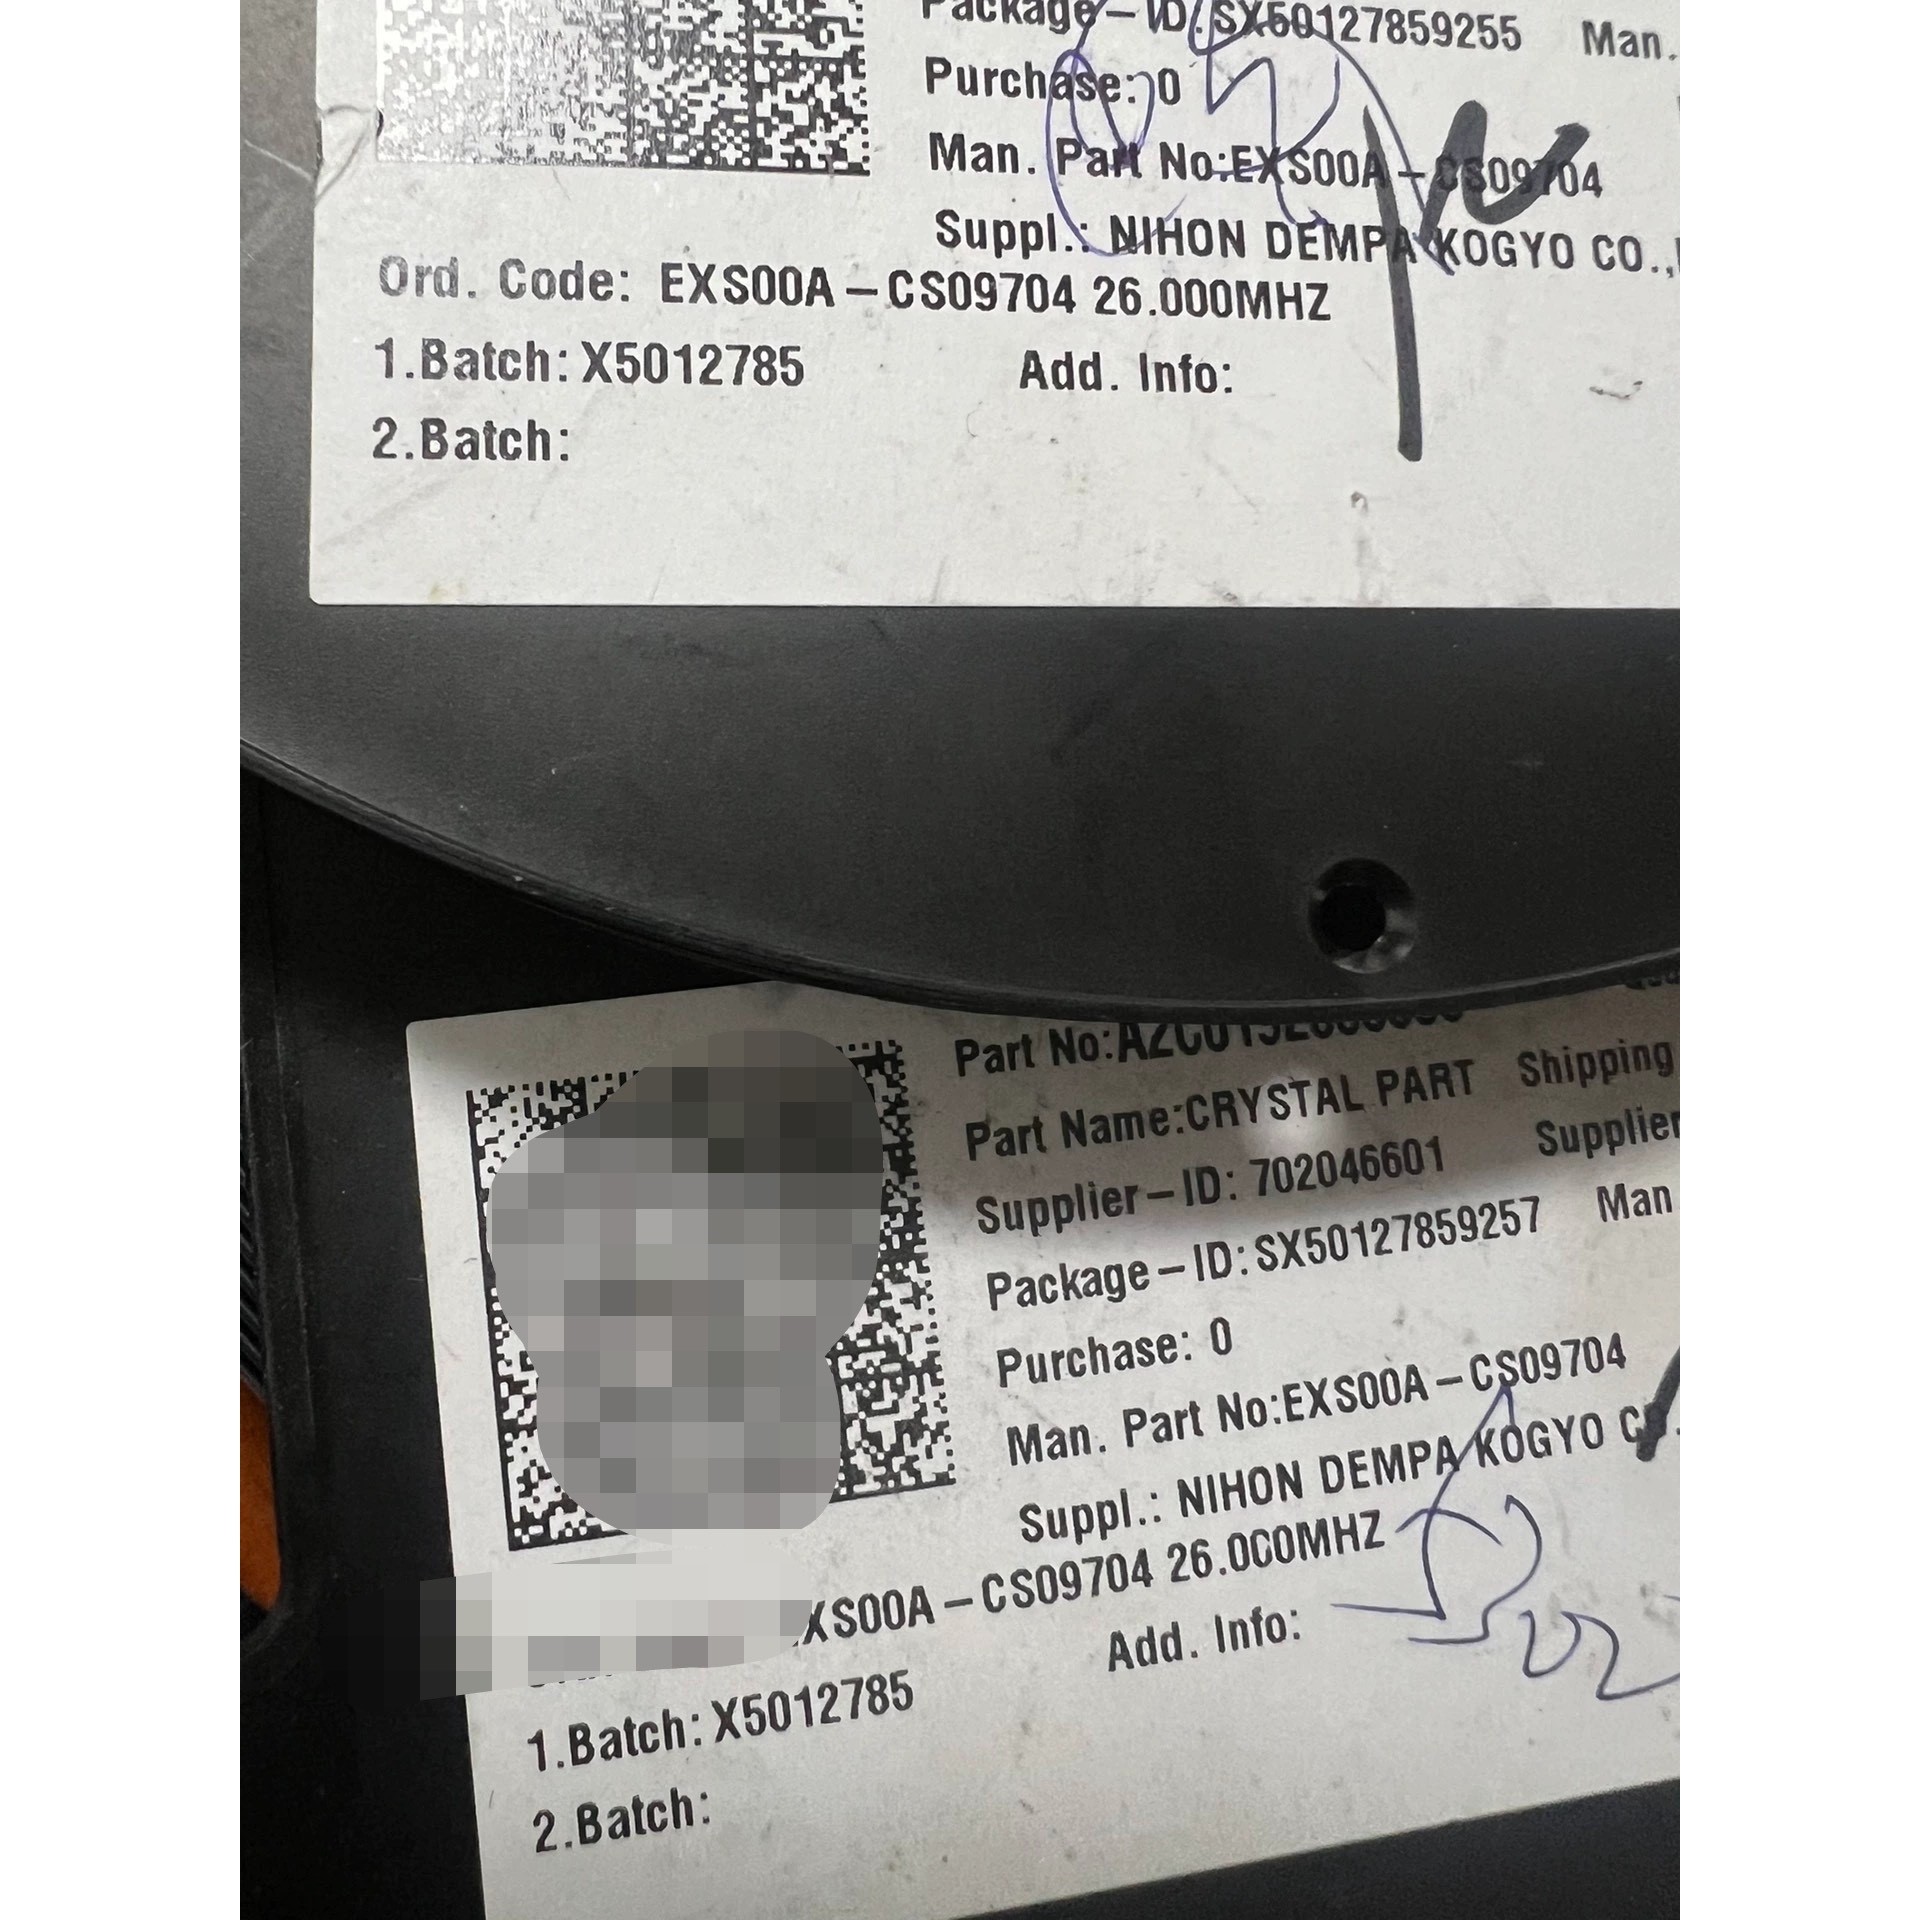 Package-ID: SX50127859255 Man.
Purchase: 0
Man. Part No:EXS00A-CS09704
Suppl.: NIHON DEMPA KOGYO CO.,
Ord. Code: EXS00A-CS09704 26.000MHZ
1.Batch: X5012785 Add. Info:
2.Batch:
Part No:
Part Name:CRYSTAL PART Shipping
Supplier-ID: 702046601 Supplier
Package-ID:SX50127859257 Man
Purchase: 0
Man. Part No:EXS00A-CS09704
Suppl.: NIHON DEMPA KOGYO
XS00A-CS09704 26.000MHZ
1.Batch: X5012785 Add. Info:
2.Batch: